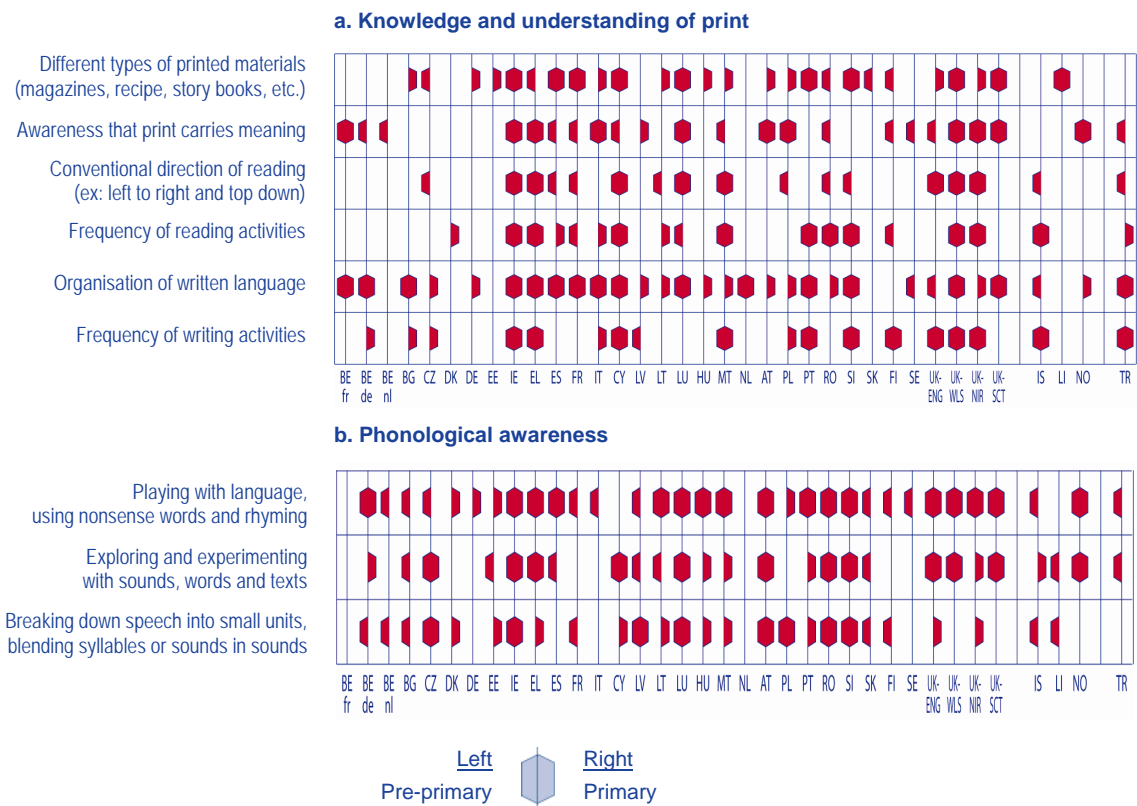 a. Knowledge and understanding of print
Different types of printed materials
(magazines, recipe, story books, etc.)
Awareness that print carries meaning
Conventional direction of reading
(ex: left to right and top down)
Frequency of reading activities
Organisation of written language
Frequency of writing activities
BE fr BE de BE nl BG CZ DK DE EE IE EL ES FR IT CY LV LT LU HU MT NL AT PL PT RO SI SK FI SE UK-ENG UK-WLS UK-NIR UK-SCT IS LI NO TR
b. Phonological awareness
Playing with language,
using nonsense words and rhyming
Exploring and experimenting
with sounds, words and texts
Breaking down speech into small units,
blending syllables or sounds in sounds
BE fr BE de BE nl BG CZ DK DE EE IE EL ES FR IT CY LV LT LU HU MT NL AT PL PT RO SI SK FI SE UK-ENG UK-WLS UK-NIR UK-SCT IS LI NO TR
Left Right
Pre-primary Primary